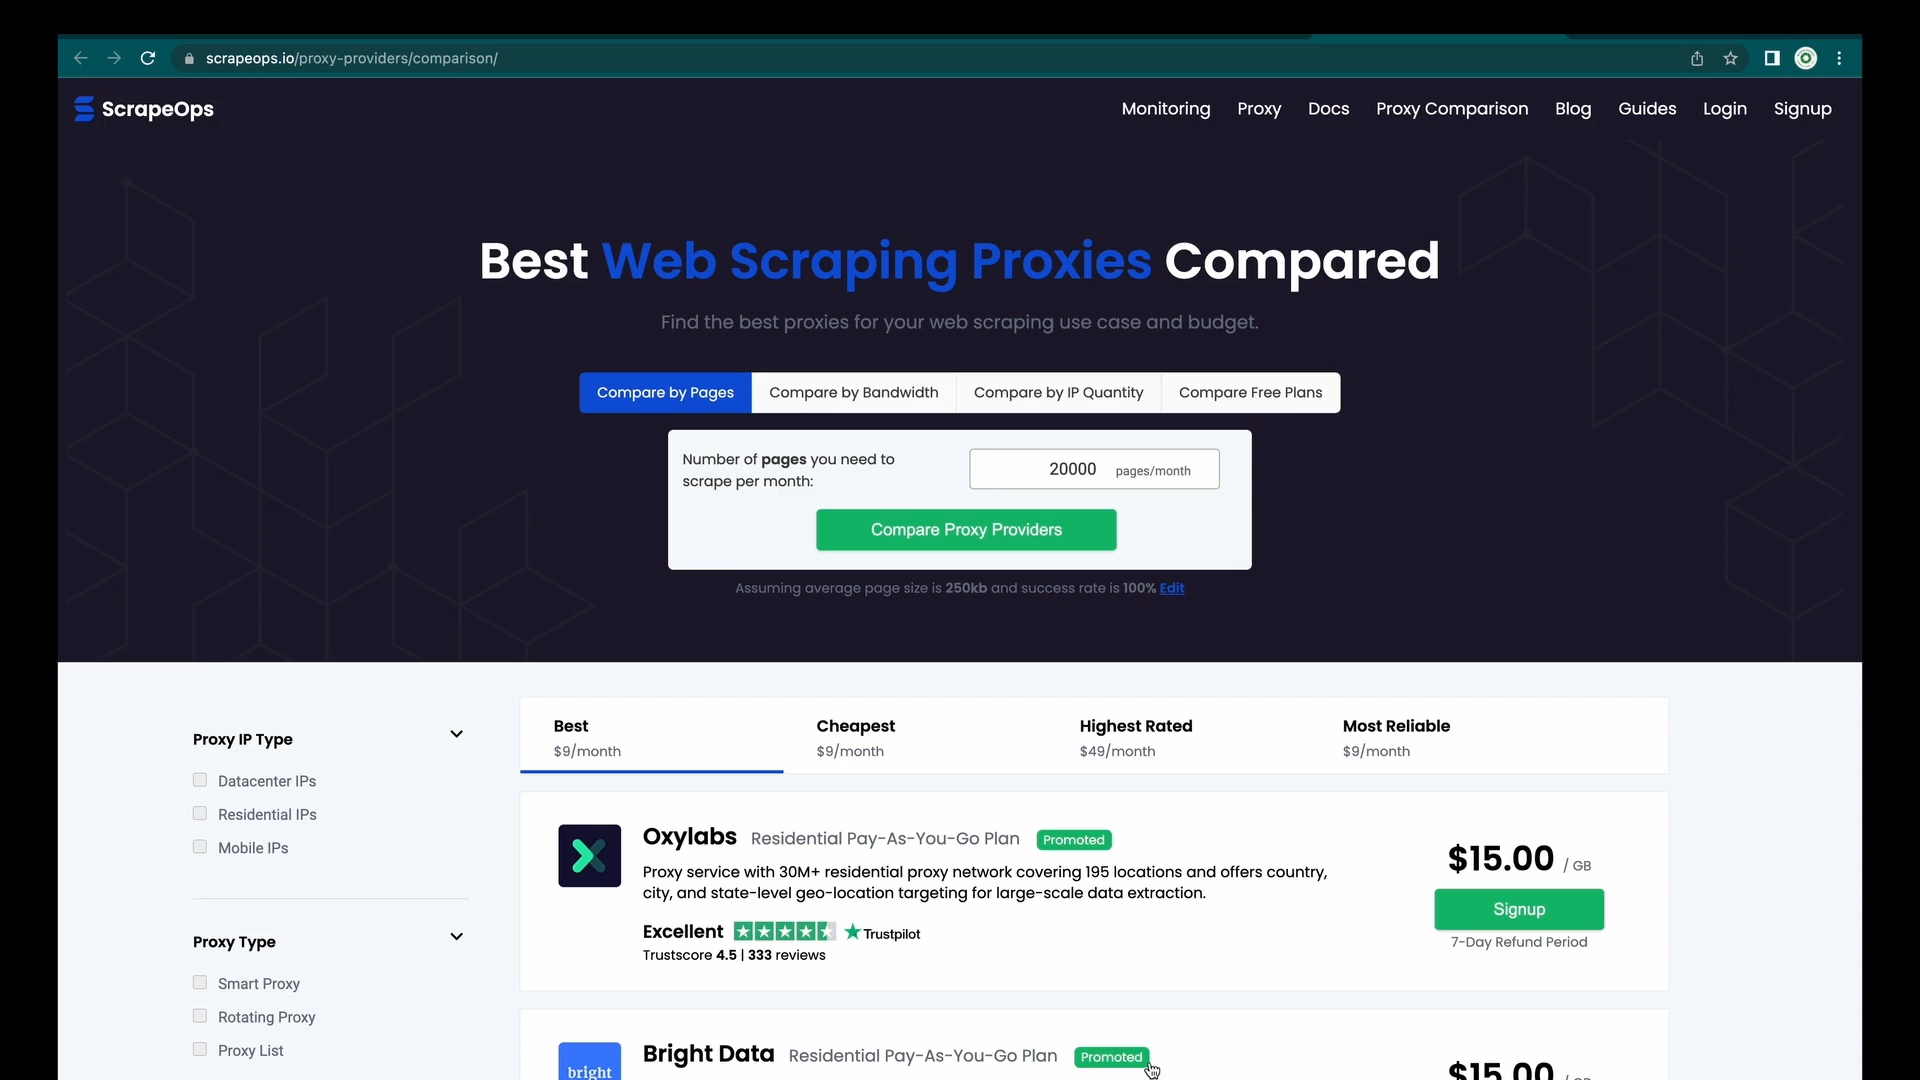 scrapeops.io/proxy-providers/comparison/
ScrapeOps
Monitoring Proxy Docs Proxy Comparison Blog Guides Login Signup
Best Web Scraping Proxies Compared
Find the best proxies for your web scraping use case and budget.
Compare by Pages Compare by Bandwidth Compare by IP Quantity Compare Free Plans
Number of pages you need to
scrape per month:
20000 pages/month
Compare Proxy Providers
Assuming average page size is 250kb and success rate is 100% Edit
Proxy IP Type
Datacenter IPs
Residential IPs
Mobile IPs
Proxy Type
Smart Proxy
Rotating Proxy
Proxy List
Best Cheapest Highest Rated Most Reliable
$9/month $9/month $49/month $9/month
Oxylabs Residential Pay-As-You-Go Plan Promoted
Proxy service with 30M+ residential proxy network covering 195 locations and offers country,
city, and state-level geo-location targeting for large-scale data extraction.
Excellent Trustpilot
Trustscore 4.5 | 333 reviews
$15.00 / GB
Signup
7-Day Refund Period
bright
Bright Data Residential Pay-As-You-Go Plan Promoted
$15.00 / GB